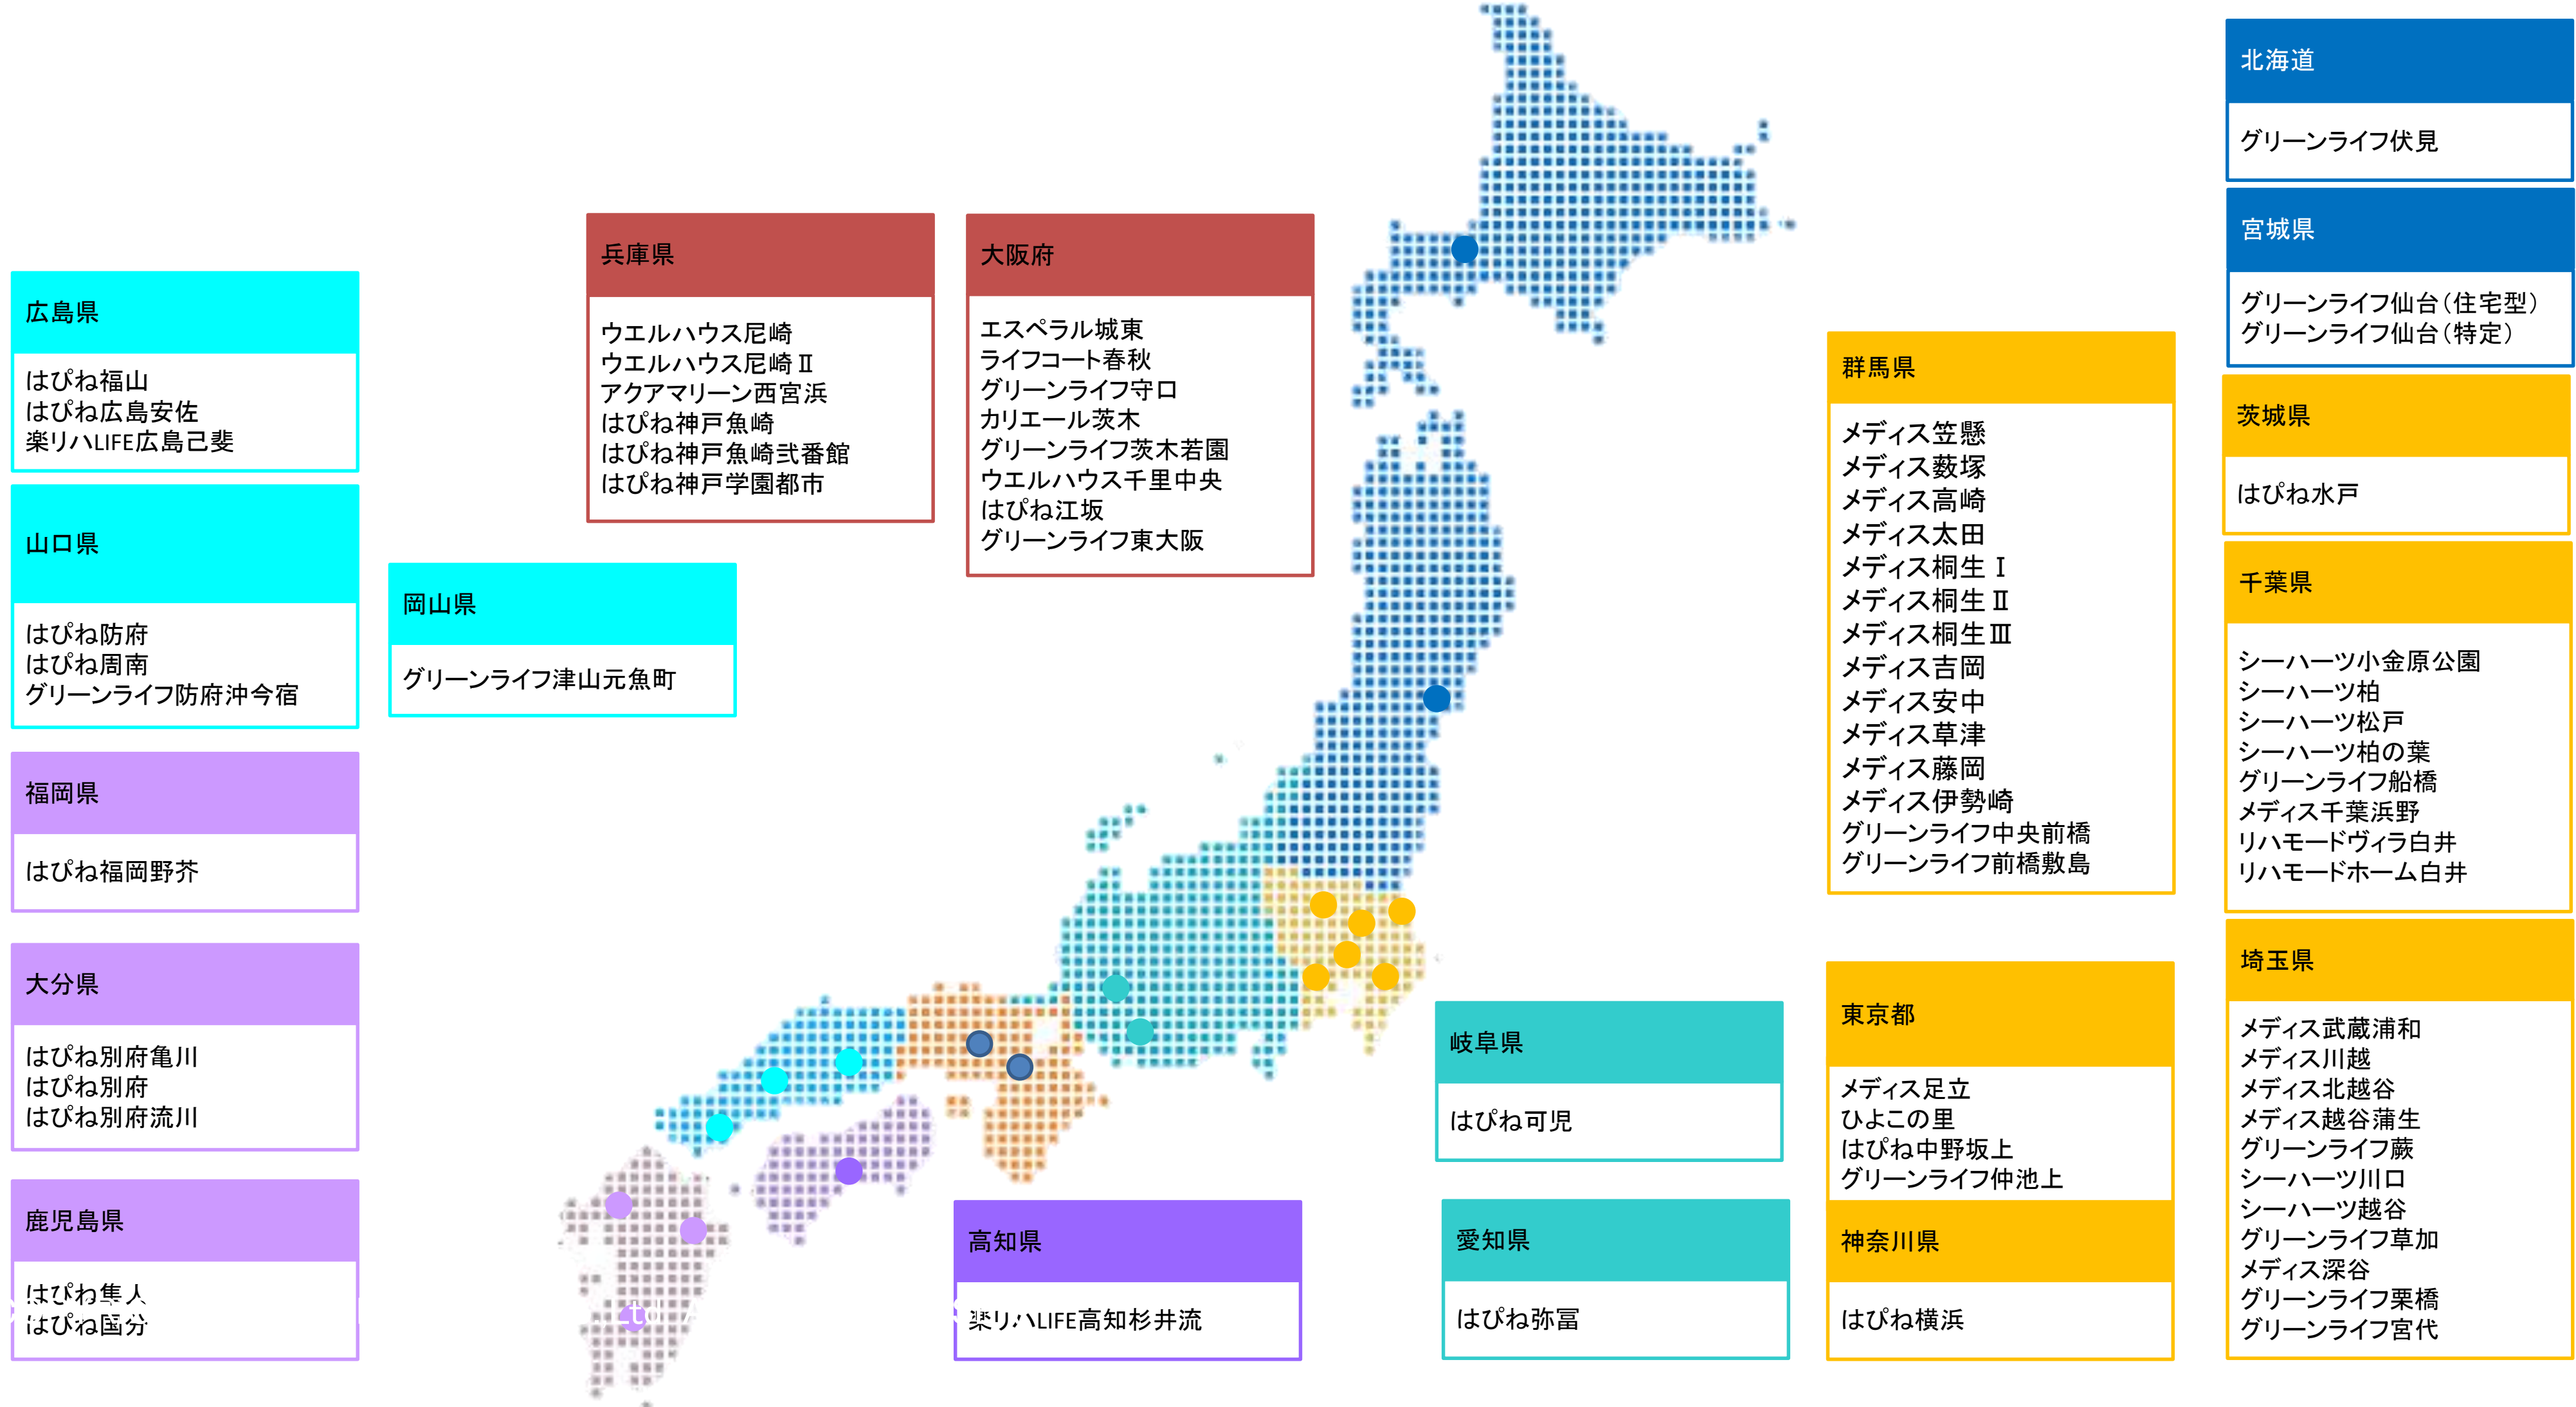 北海道
グリーンライフ伏見
宮城県
グリーンライフ仙台（住宅型）
グリーンライフ仙台（特定）
兵庫県
ウエルハウス尼崎
ウエルハウス尼崎Ⅱ
アクアマリーン西宮浜
はぴね神戸魚崎
はぴね神戸魚崎弐番館
はぴね神戸学園都市
大阪府
エスペラル城東
ライフコート春秋
グリーンライフ守口
カリエール茨木
グリーンライフ茨木若園
ウエルハウス千里中央
はぴね江坂
グリーンライフ東大阪
広島県
はぴね福山
はぴね広島安佐
楽リハLIFE広島己斐
山口県
はぴね防府
はぴね周南
グリーンライフ防府沖今宿
岡山県
グリーンライフ津山元魚町
群馬県
メディス笠懸
メディス薮塚
メディス高崎
メディス太田
メディス桐生Ⅰ
メディス桐生Ⅱ
メディス桐生Ⅲ
メディス吉岡
メディス安中
メディス草津
メディス藤岡
メディス伊勢崎
グリーンライフ中央前橋
グリーンライフ前橋敷島
茨城県
はぴね水戸
千葉県
シーハーツ小金原公園
シーハーツ柏
シーハーツ松戸
シーハーツ柏の葉
グリーンライフ船橋
メディス千葉浜野
リハモードヴィラ白井
リハモードホーム白井
福岡県
はぴね福岡野芥
大分県
はぴね別府亀川
はぴね別府
はぴね別府流川
鹿児島県
はぴね隼人
はぴね国分
高知県
楽リハLIFE高知杉井流
岐阜県
はぴね可児
愛知県
はぴね弥冨
東京都
メディス足立
ひよこの里
はぴね中野坂上
グリーンライフ仲池上
神奈川県
はぴね横浜
埼玉県
メディス武蔵浦和
メディス川越
メディス北越谷
メディス越谷蒲生
グリーンライフ蕨
シーハーツ川口
シーハーツ越谷
グリーンライフ草加
メディス深谷
グリーンライフ栗橋
グリーンライフ宮代